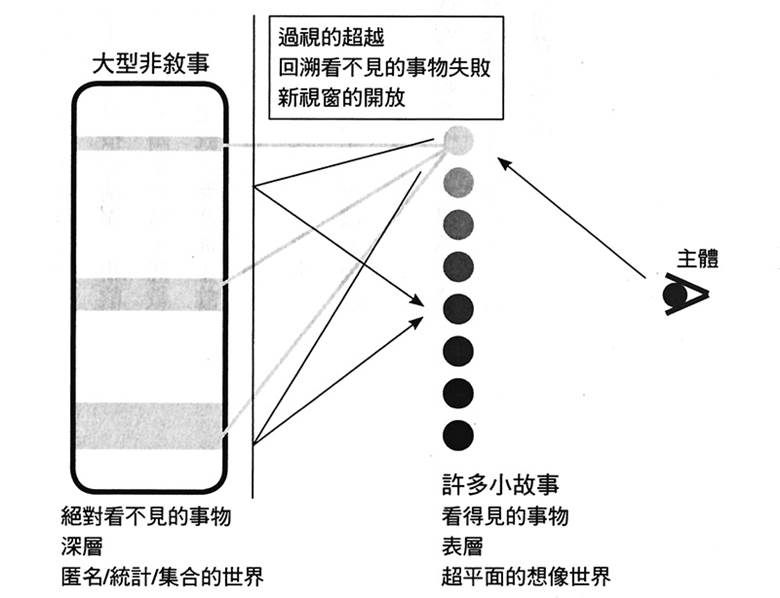 大型非敘事
過視的超越
回溯看不見的事物失敗
新視窗的開放
主體
絕對看不見的事物
深層
匿名/統計/集合的世界
許多小故事
看得見的事物
表層
超平面的想像世界